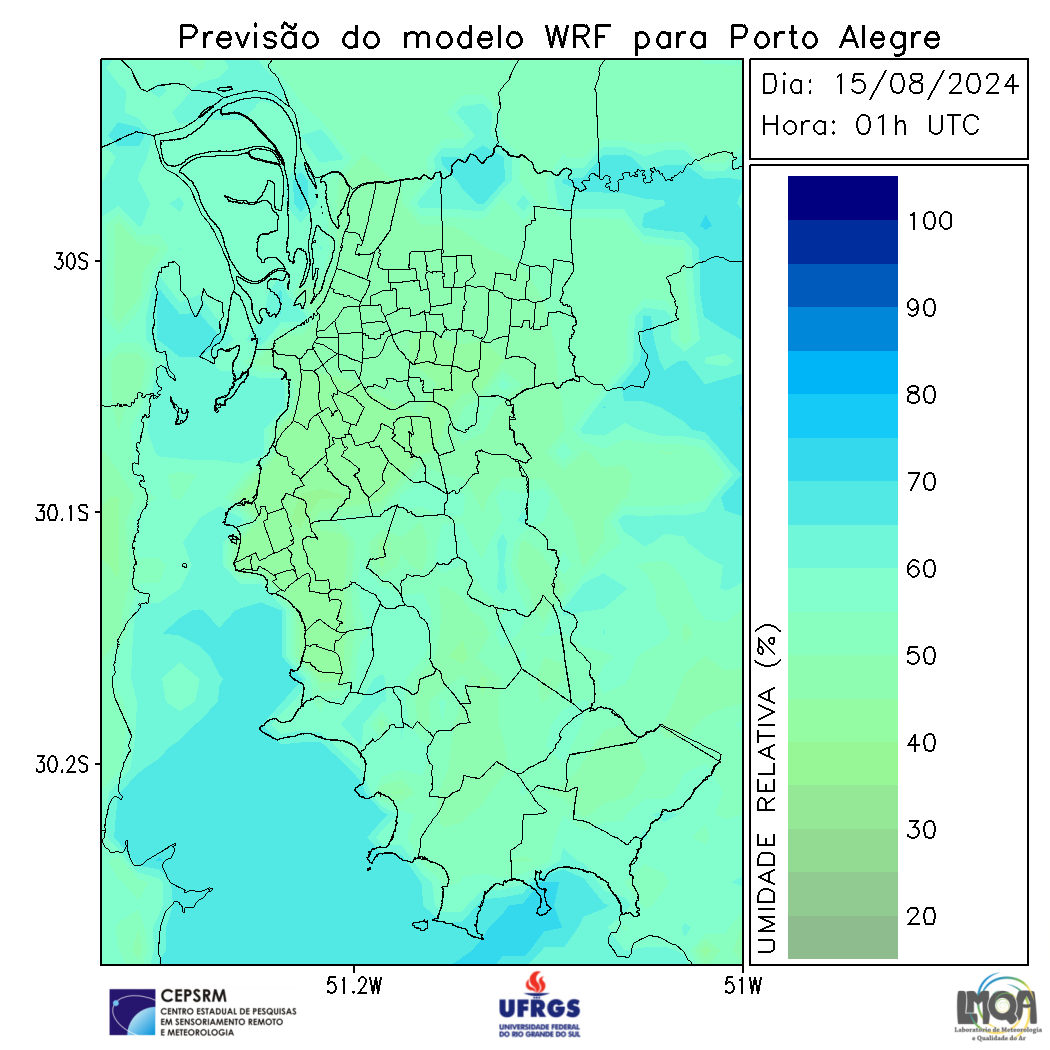 Previsão do modelo WRF para Porto Alegre
Dia: 15/08/2024
Hora: 01h UTC
100
90
80
70
60
50
40
30
20
UMIDADE RELATIVA (%)
30S
30.1S
30.2S
51.2W
51W
CEPSRM
CENTRO ESTADUAL DE PESQUISAS
EM SENSORIAMENTO REMOTO
E METEOROLOGIA
UFRGS
UNIVERSIDADE FEDERAL
DO RIO GRANDE DO SUL
LMQA
Laboratório de Meteorologia
e Qualidade do Ar